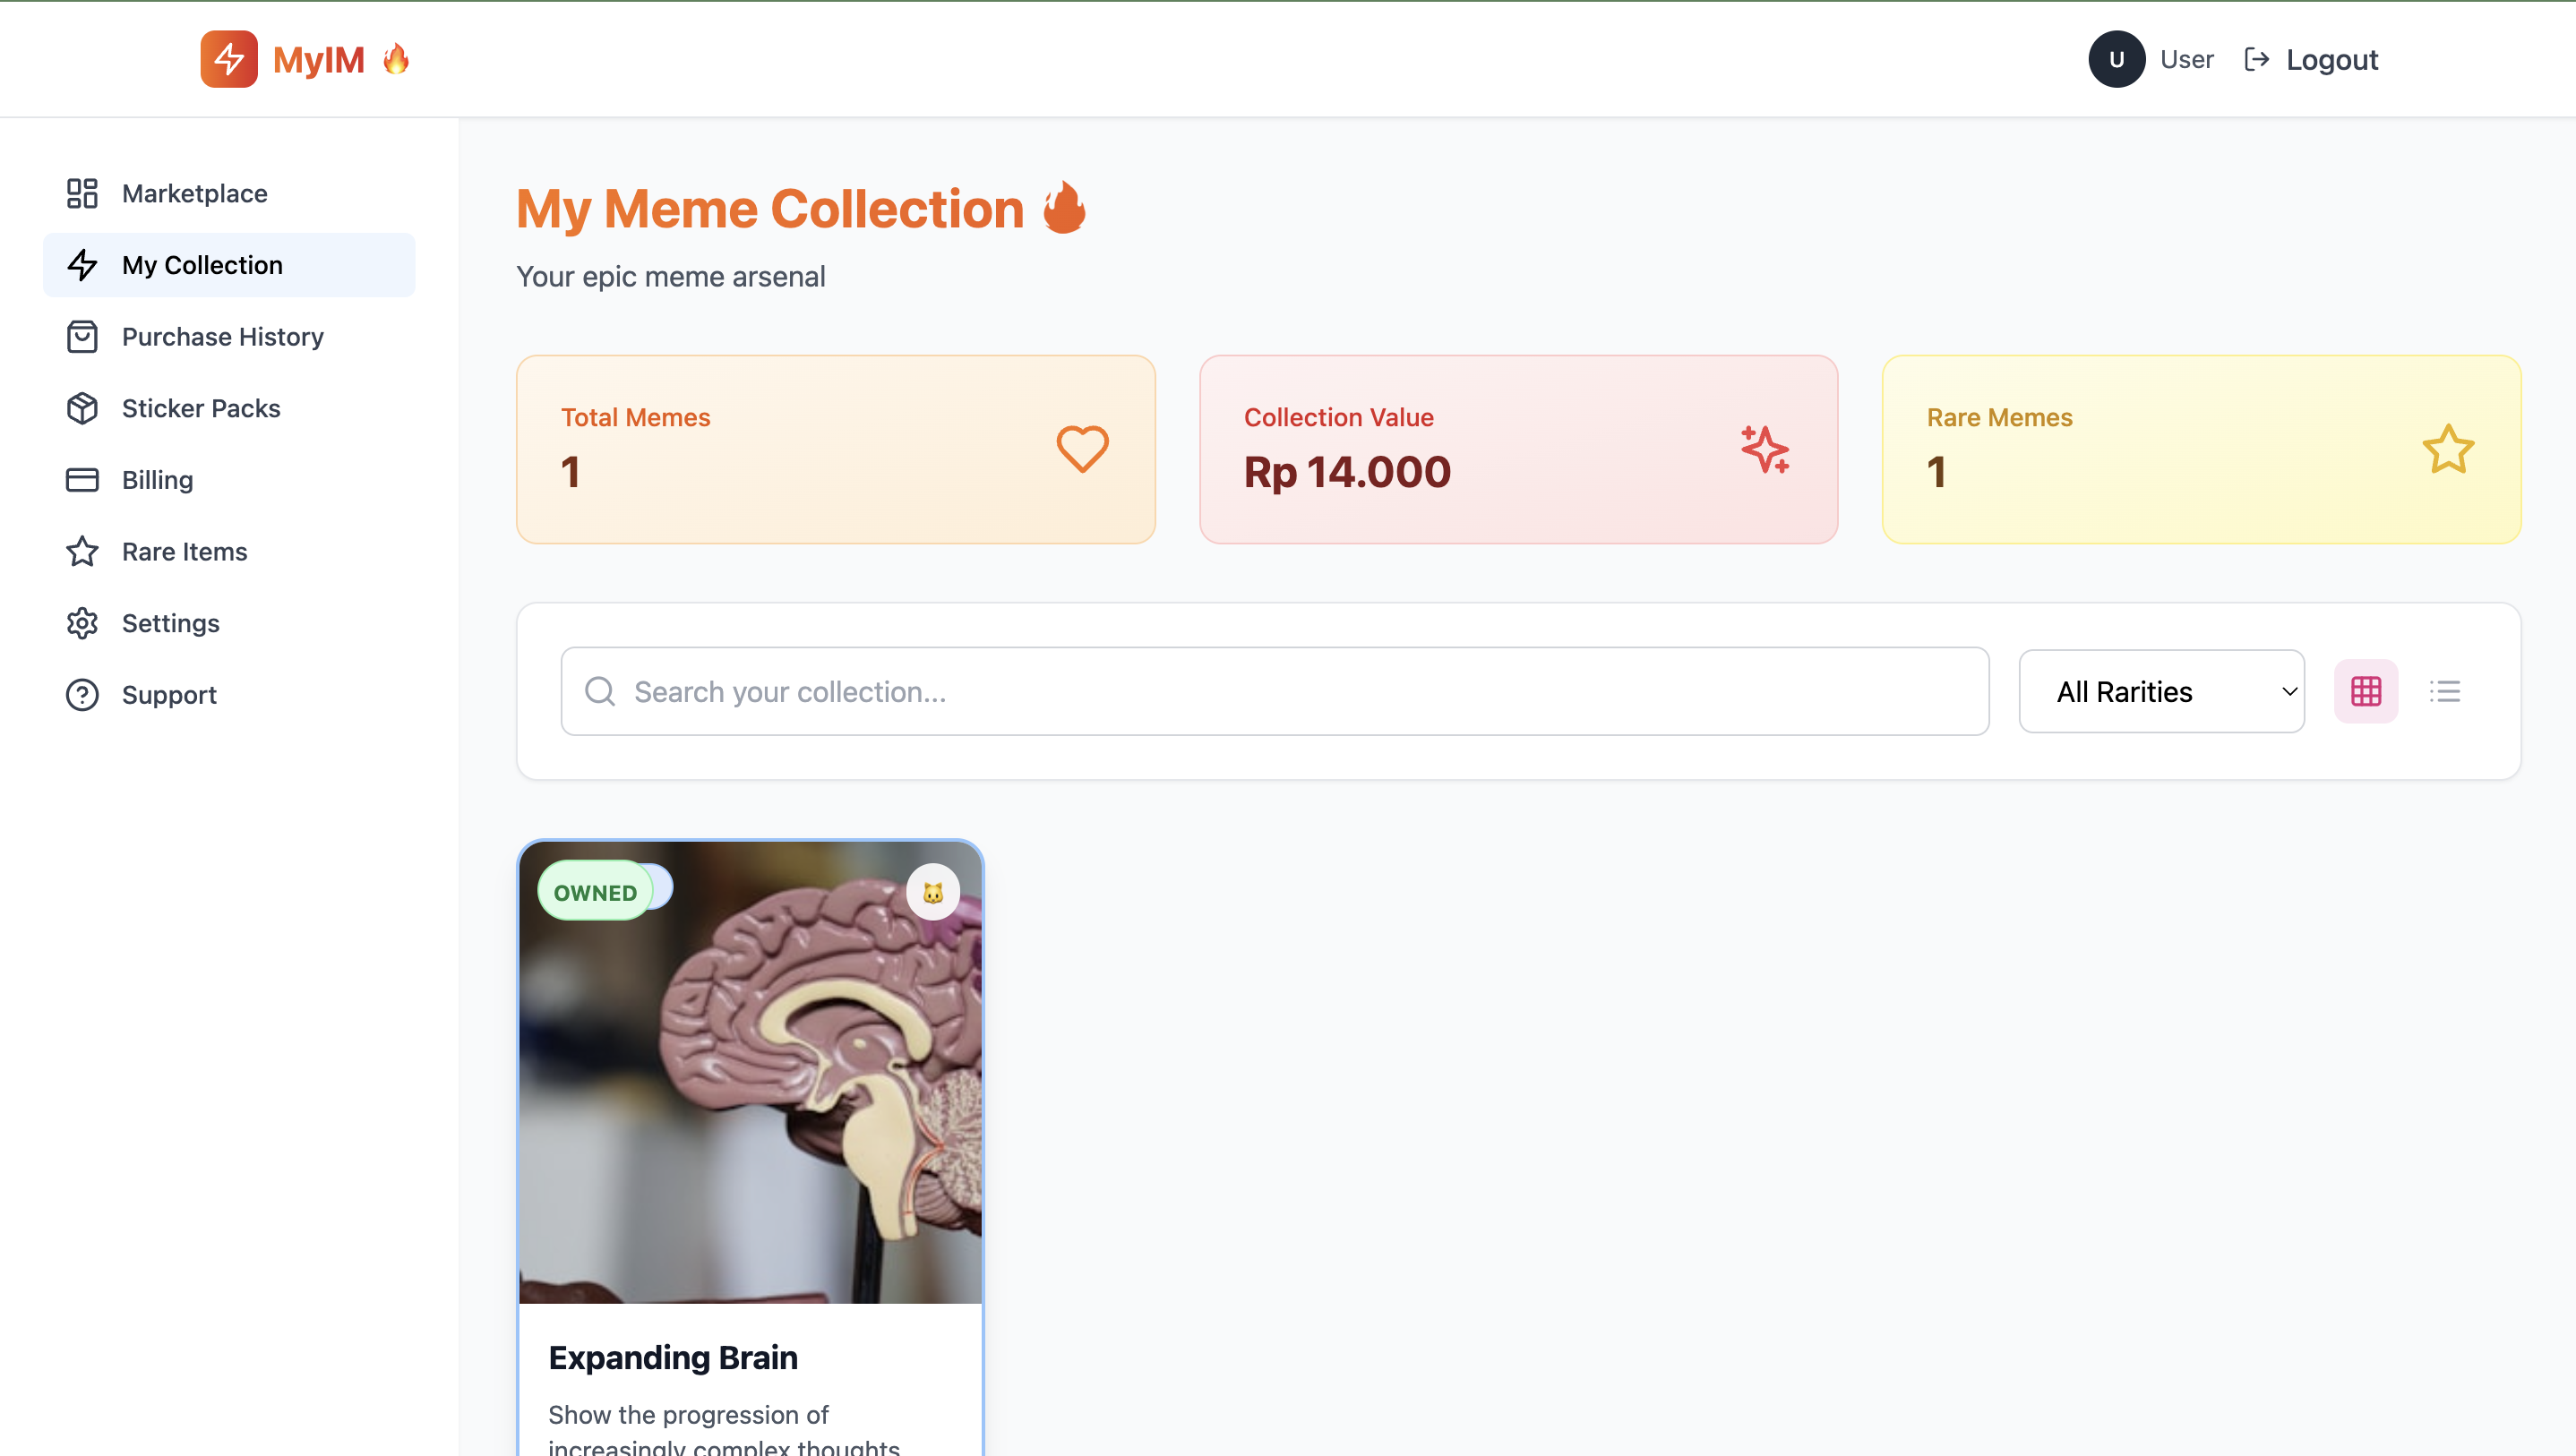 MyIM 🔥
U User Logout
Marketplace
My Collection
Purchase History
Sticker Packs
Billing
Rare Items
Settings
Support
My Meme Collection
Your epic meme arsenal
Total Memes
1
Collection Value
Rp 14.000
Rare Memes
1
Search your collection...
All Rarities
OWNED
Expanding Brain
Show the progression of
increasingly complex thoughts